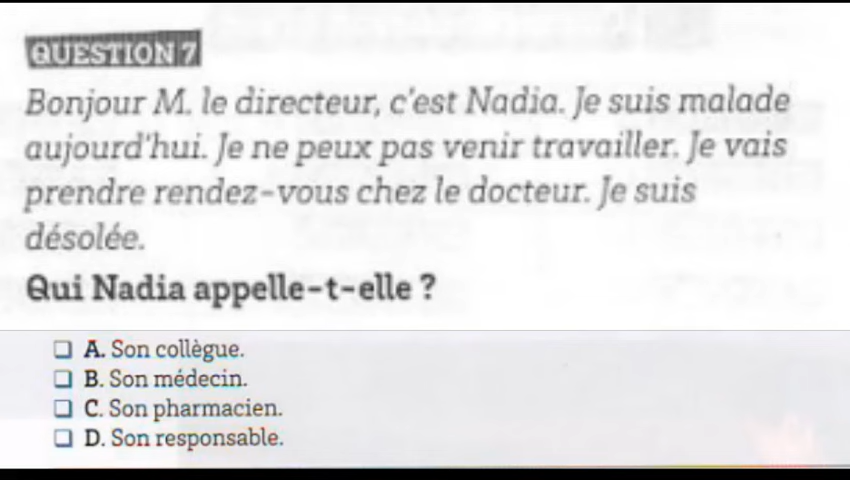 QUESTION 7
Bonjour M. le directeur, c'est Nadia. Je suis malade
aujourd'hui. Je ne peux pas venir travailler. Je vais
prendre rendez-vous chez le docteur. Je suis
désolée.
Qui Nadia appelle-t-elle ?
❑ A. Son collègue.
❑ B. Son médecin.
❑ C. Son pharmacien.
❑ D. Son responsable.